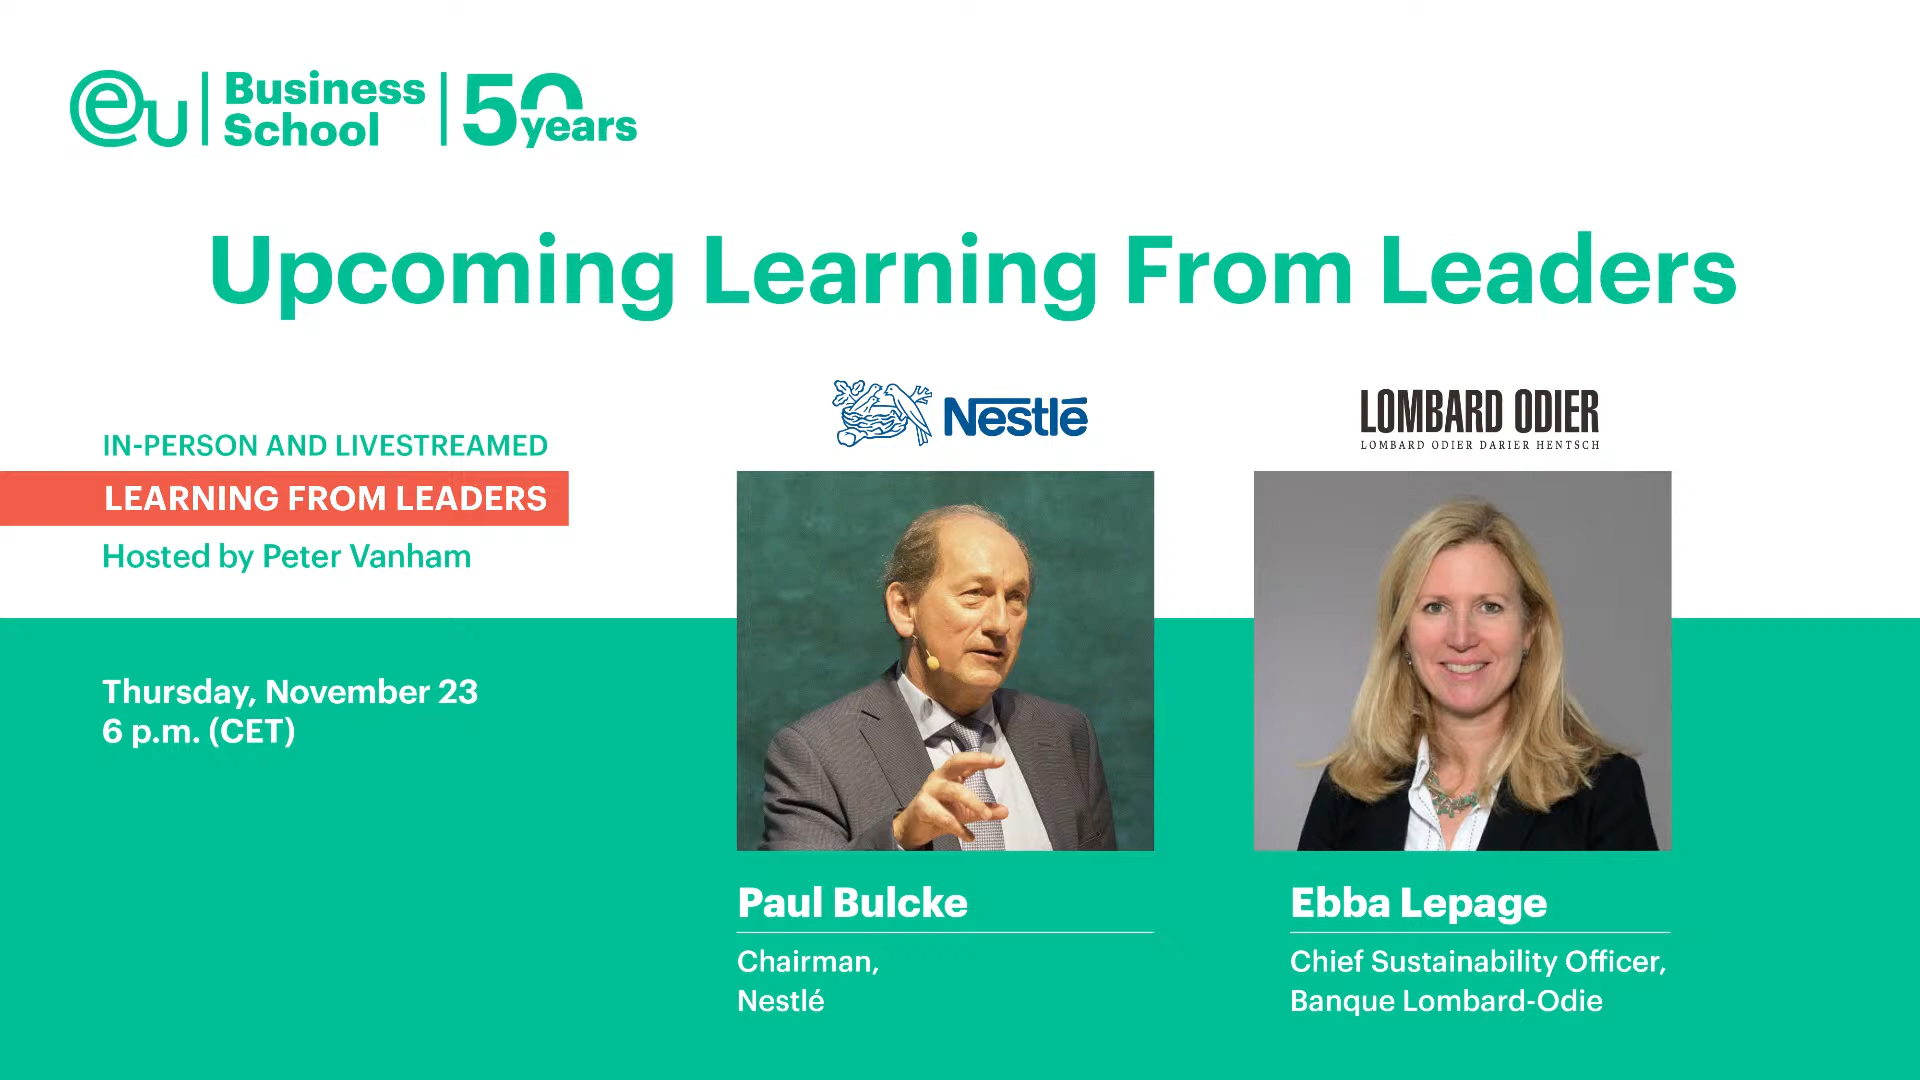 eu
Business
School
50
years
Upcoming Learning From Leaders
IN-PERSON AND LIVESTREAMED
LEARNING FROM LEADERS
Hosted by Peter Vanham
Thursday, November 23
6 p.m. (CET)
Nestlé
Paul Bulcke
Chairman,
Nestlé
LOMBARD ODIER
LOMBARD ODIER DARIER HENTSCH
Ebba Lepage
Chief Sustainability Officer,
Banque Lombard-Odie